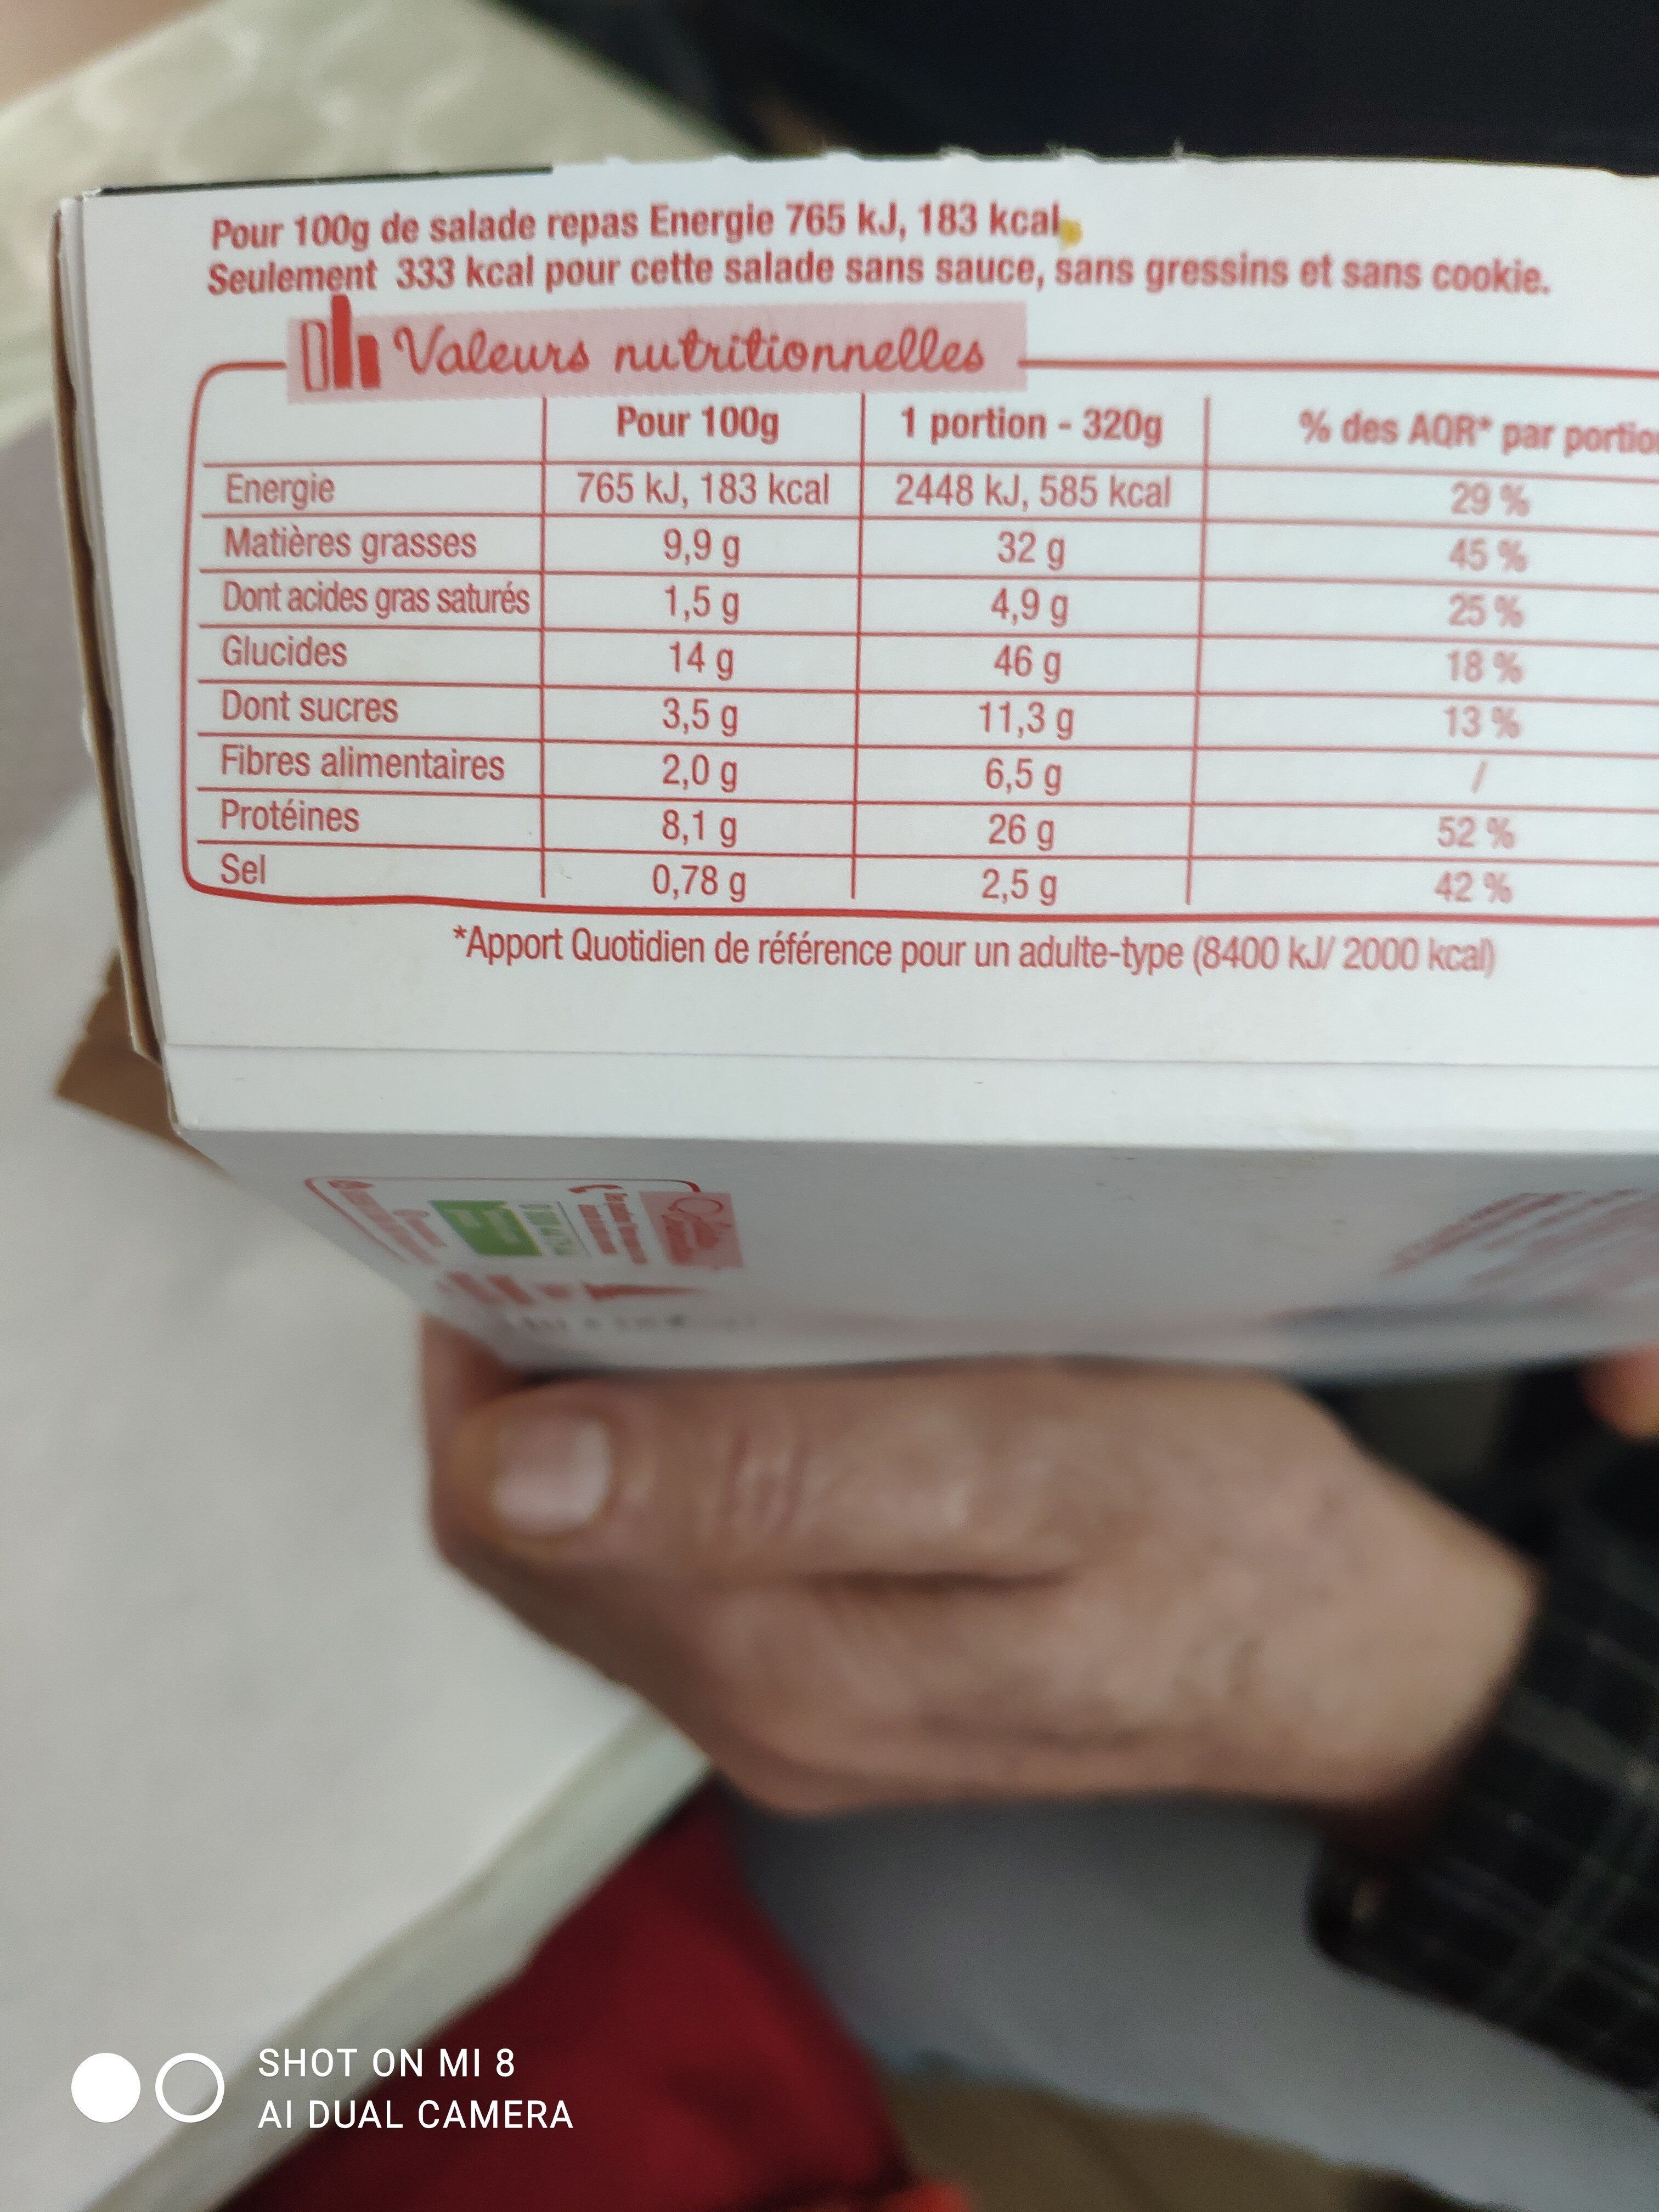 Pour 100g de salade repas Energie 765 kJ, 183 kcal
Seulement 333 kcal pour cette salade sans sauce, sans gressins et sans cookie.
Valeurs nutritionnelles
Pour 100g 1 portion - 320g % des AQR* par portion
Energie 765 kJ, 183 kcal 2448 kJ, 585 kcal 29 %
Matières grasses 9,9 g 32 g 45 %
Dont acides gras saturés 1,5 g 4,9 g 25 %
Glucides 14 g 46 g 18 %
Dont sucres 3,5 g 11,3 g 13 %
Fibres alimentaires 2,0 g 6,5 g /
Protéines 8,1 g 26 g 52 %
Sel 0,78 g 2,5 g 42 %
*Apport Quotidien de référence pour un adulte-type (8400 kJ/ 2000 kcal)
SHOT ON MI 8
AI DUAL CAMERA